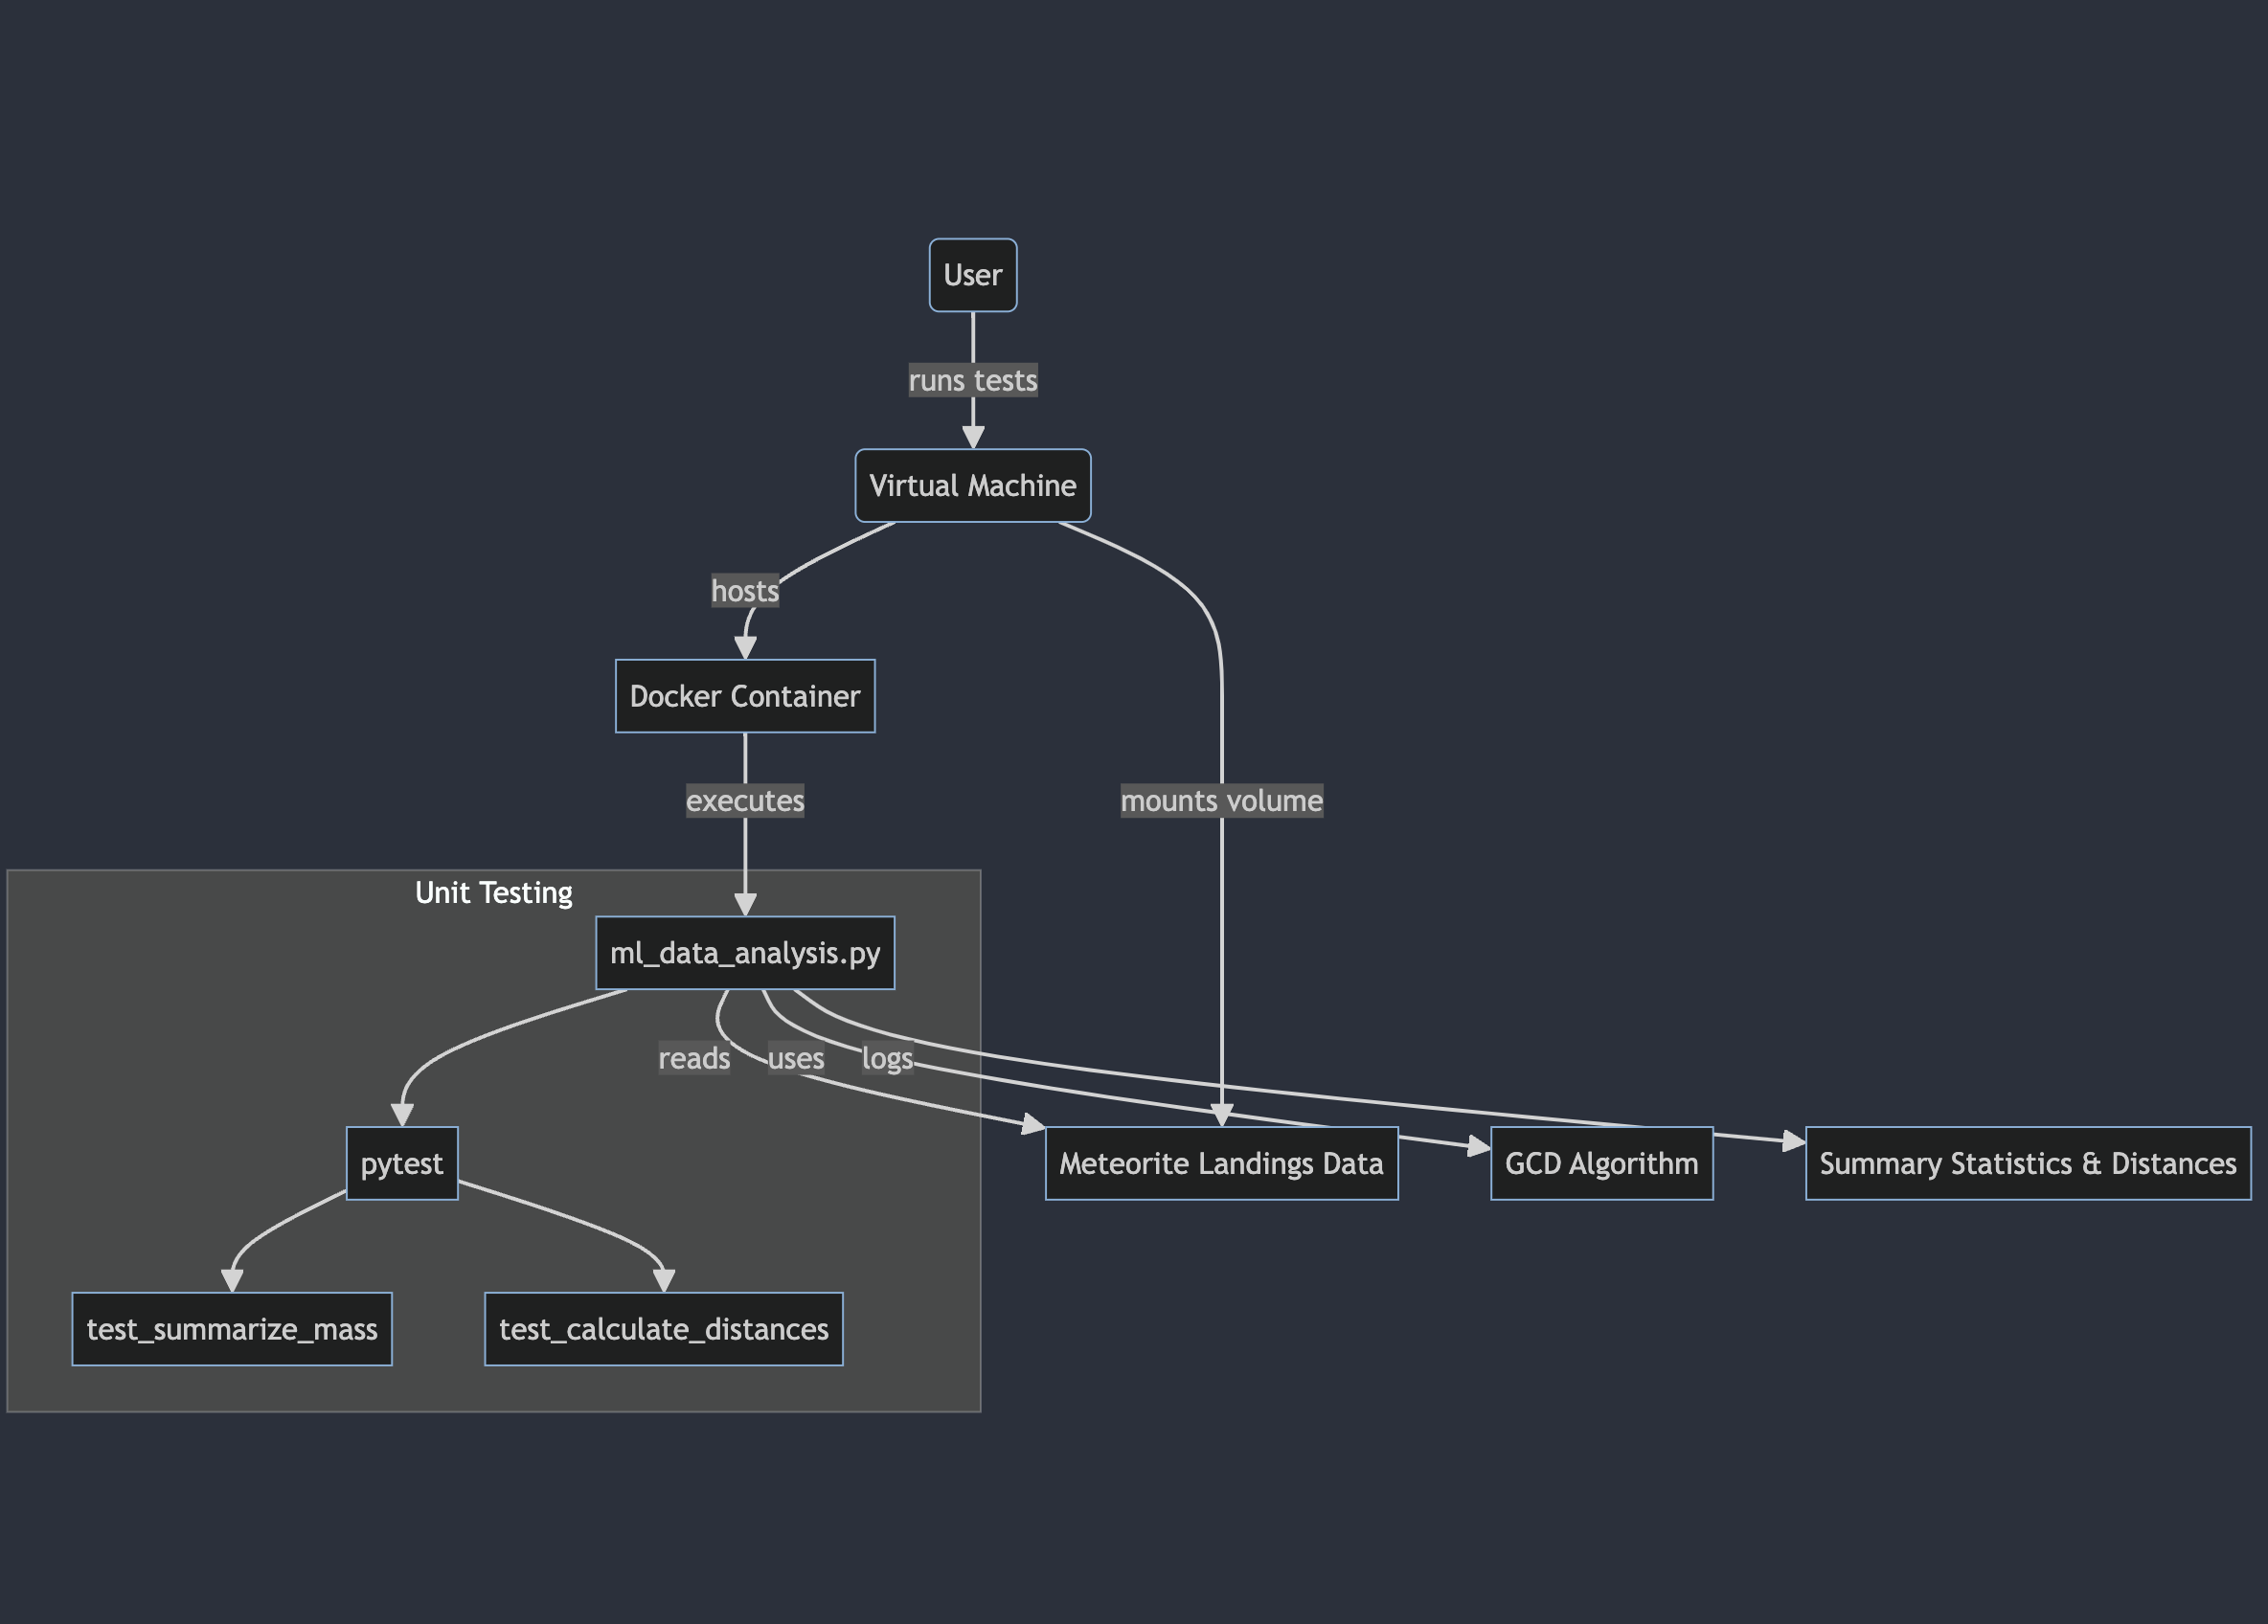 User
runs tests
Virtual Machine
hosts
Docker Container
executes
mounts volume
Unit Testing
ml_data_analysis.py
reads
uses
logs
pytest
Meteorite Landings Data
GCD Algorithm
Summary Statistics & Distances
test_summarize_mass
test_calculate_distances